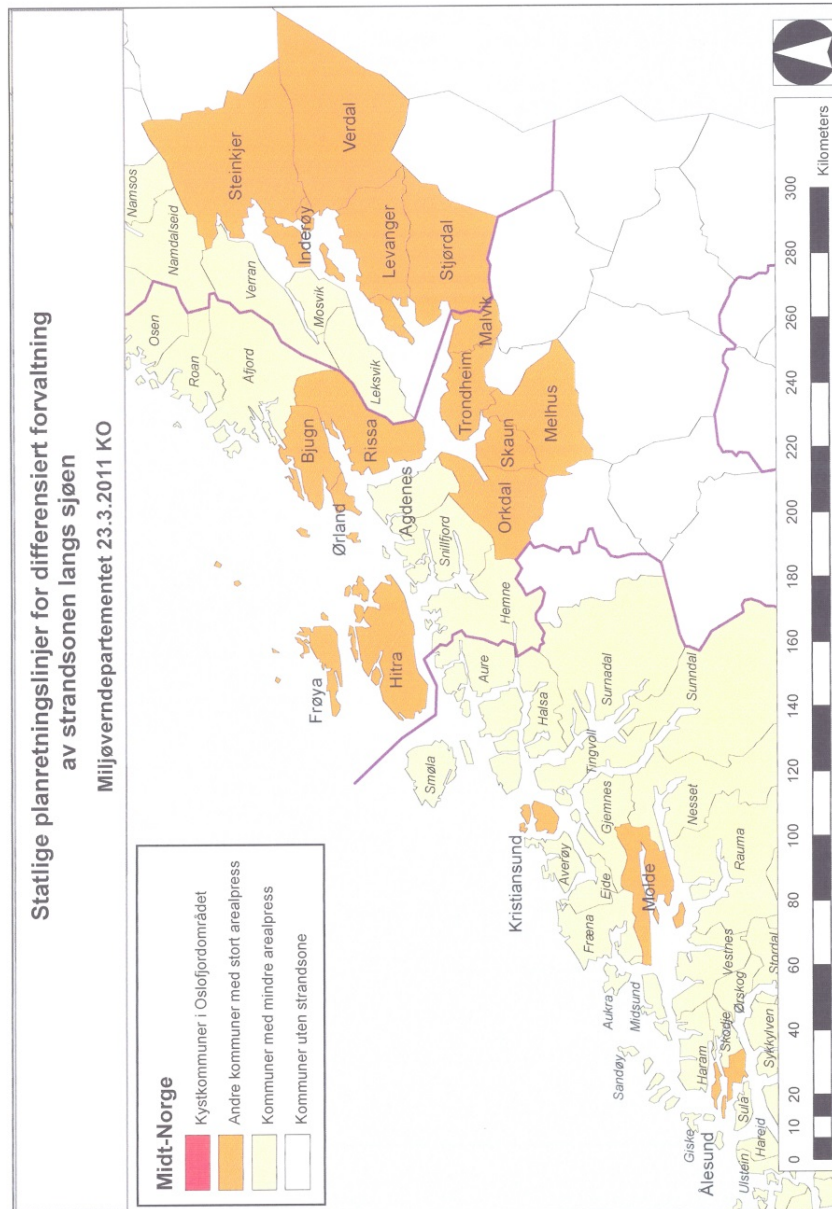 Statlige planretningslinjer for differensiert forvaltning
av strandsonen langs sjøen
Miljøverndepartementet 23.3.2011 KO
Midt-Norge
Kystkommuner i Oslofjordområdet
Andre kommuner med stort arealpress
Kommuner med mindre arealpress
Kommuner uten strandsone
Namsos
Osen
Namdalseid
Roan
Steinkjer
Afjord
Verran
Verdal
Inderøy
Bjugn
Mosvik
Rissa
Levanger
Leksvik
Ørland
Stjørdal
Frøya
Agdenes
Trondheim
Malvik
Hitra
Snillfjord
Skaun
Orkdal
Melhus
Smøla
Aure
Hemne
Halsa
Kristiansund
Surnadal
Averøy
Tingvoll
Gjemnes
Eide
Fræna
Sunndal
Molde
Nesset
Aukra
Midsund
Sandøy
Rauma
Haram
Vestnes
Skodje
Ørskog
Stordal
Giske
Ålesund
Sula
Sykkylven
Ulstein
Hareid
0 10 20 40 60 80 100 120 140 160 180 200 220 240 260 280 300
Kilometers